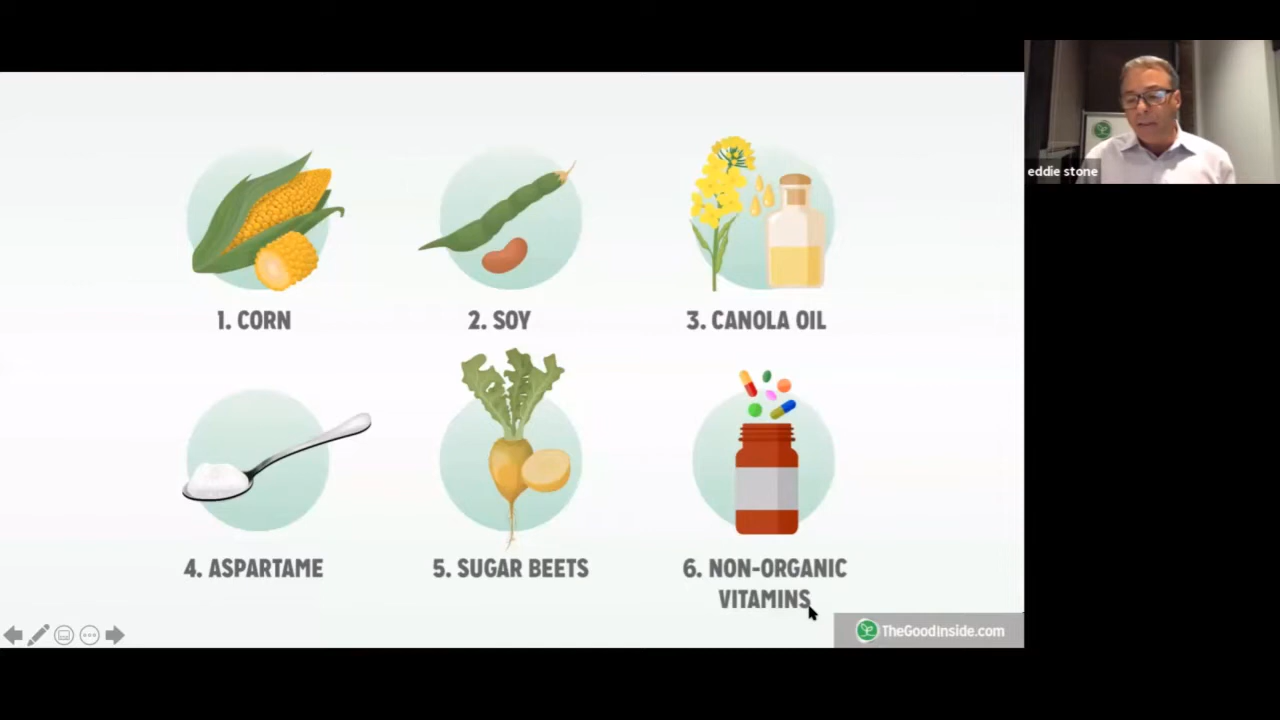 eddie stone
1. CORN
2. SOY
3. CANOLA OIL
4. ASPARTAME
5. SUGAR BEETS
6. NON-ORGANIC
VITAMINS
TheGoodInside.com